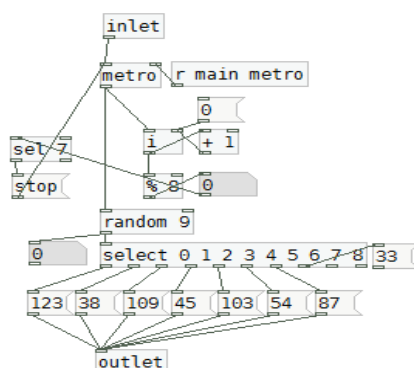 inlet
metro r main metro
0
i + 1
sel 7
stop % 8 0
random 9
0 select 0 1 2 3 4 5 6 7 8 33
123 38 109 45 103 54 87
outlet